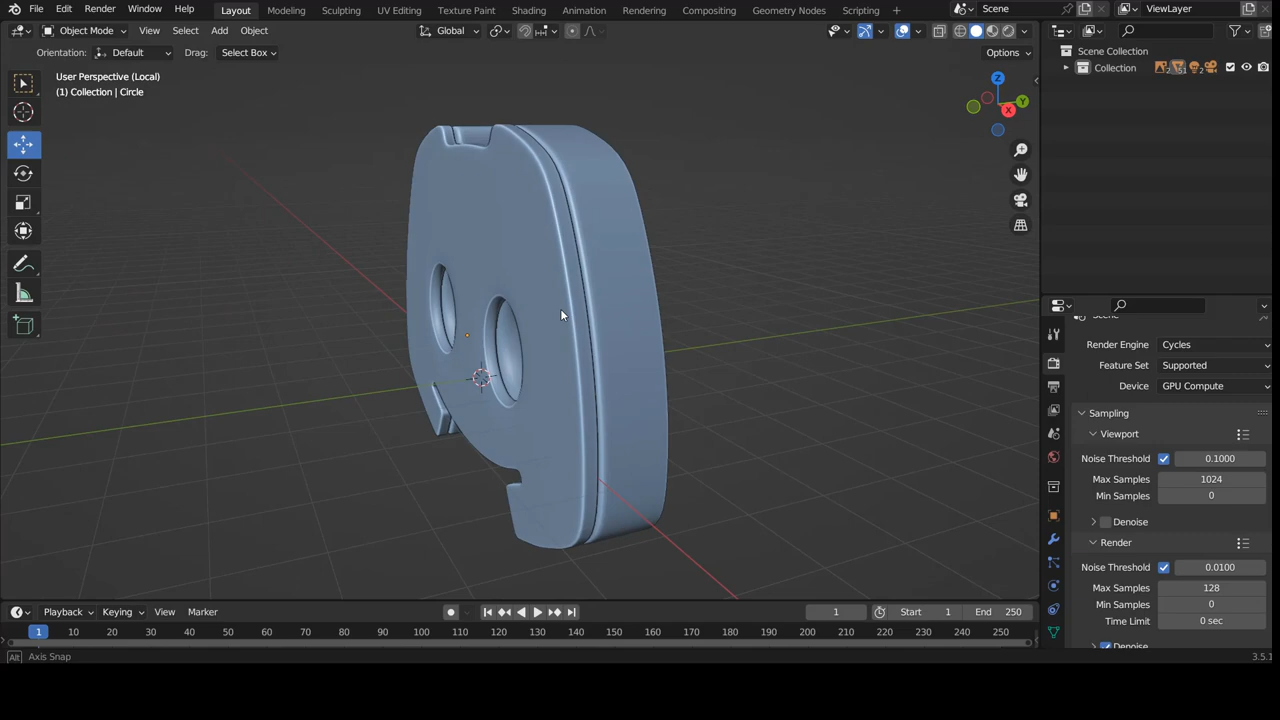 File Edit Render Window Help Layout Modeling Sculpting UV Editing Texture Paint Shading Animation Rendering Compositing Geometry Nodes Scripting + Scene ViewLayer
Object Mode View Select Add Object Global
Orientation: Default Drag: Select Box Options
User Perspective (Local)
(1) Collection | Circle
Z
Y
X
Scene Collection
Collection
Scene
Render Engine Cycles
Feature Set Supported
Device GPU Compute
Sampling
Viewport
Noise Threshold 0.1000
Max Samples 1024
Min Samples 0
Denoise
Render
Noise Threshold 0.0100
Max Samples 128
Min Samples 0
Time Limit 0 sec
Denoise
Playback Keying View Marker 1 Start 1 End 250
1 10 20 30 40 50 60 70 80 90 100 110 120 130 140 150 160 170 180 190 200 210 220 230 240 250
Alt Axis Snap 3.5.1